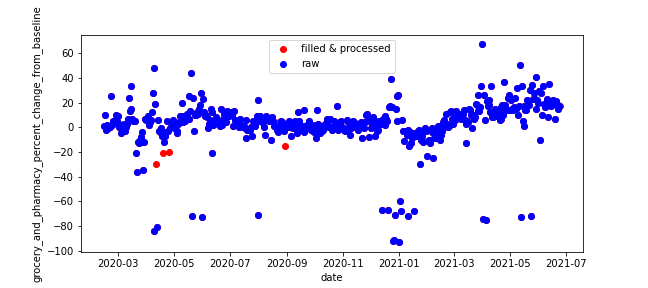 filled & processed
raw
grocery_and_pharmacy_percent_change_from_baseline
60
40
20
0
−20
−40
−60
−80
−100
2020-03 2020-05 2020-07 2020-09 2020-11 2021-01 2021-03 2021-05 2021-07
date